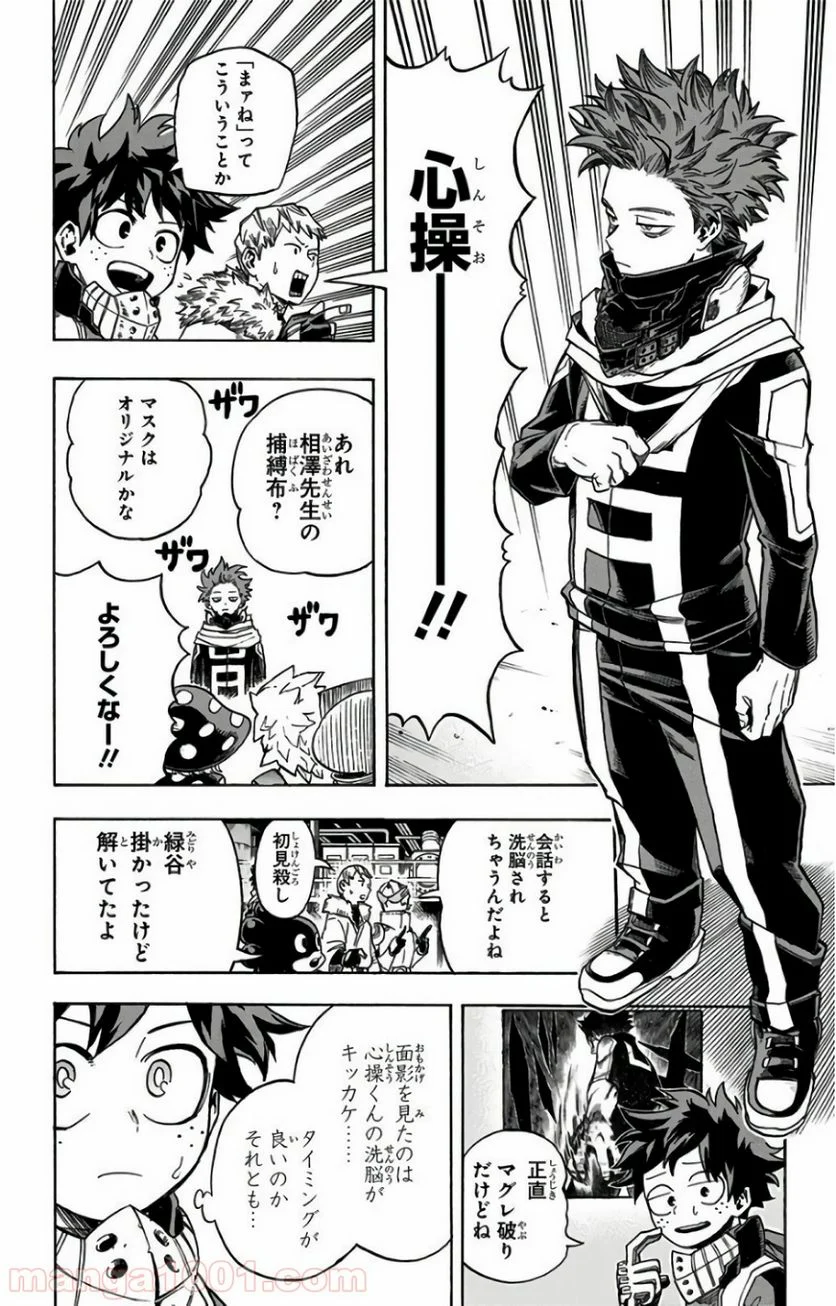 心操
――!!
「まァね」って
こういうことか
あれ
相澤先生の
捕縛布?
マスクは
オリジナルかな
ザワ
ザワ
ザワ
よろしくなー!!
会話すると
洗脳され
ちゃうんだよね
初見殺し
緑谷
掛かったけど
解いてたよ
正直
マグレ破り
だけどね
面影を見たのは
心操くんの洗脳が
キッカケ……
タイミングが
良いのか
それとも…
manga1001.com